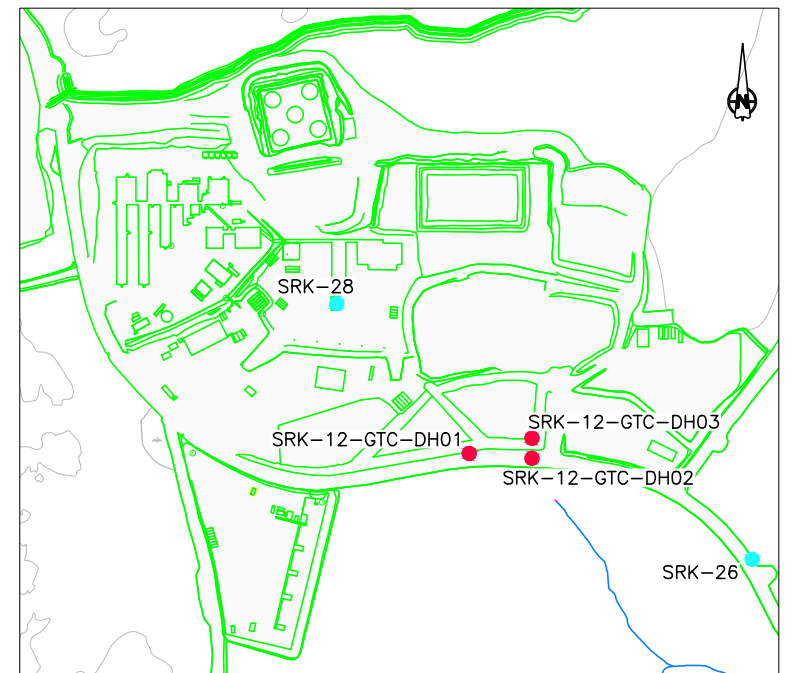 N
SRK-28
SRK-12-GTC-DH03
SRK-12-GTC-DH01
SRK-12-GTC-DH02
SRK-26